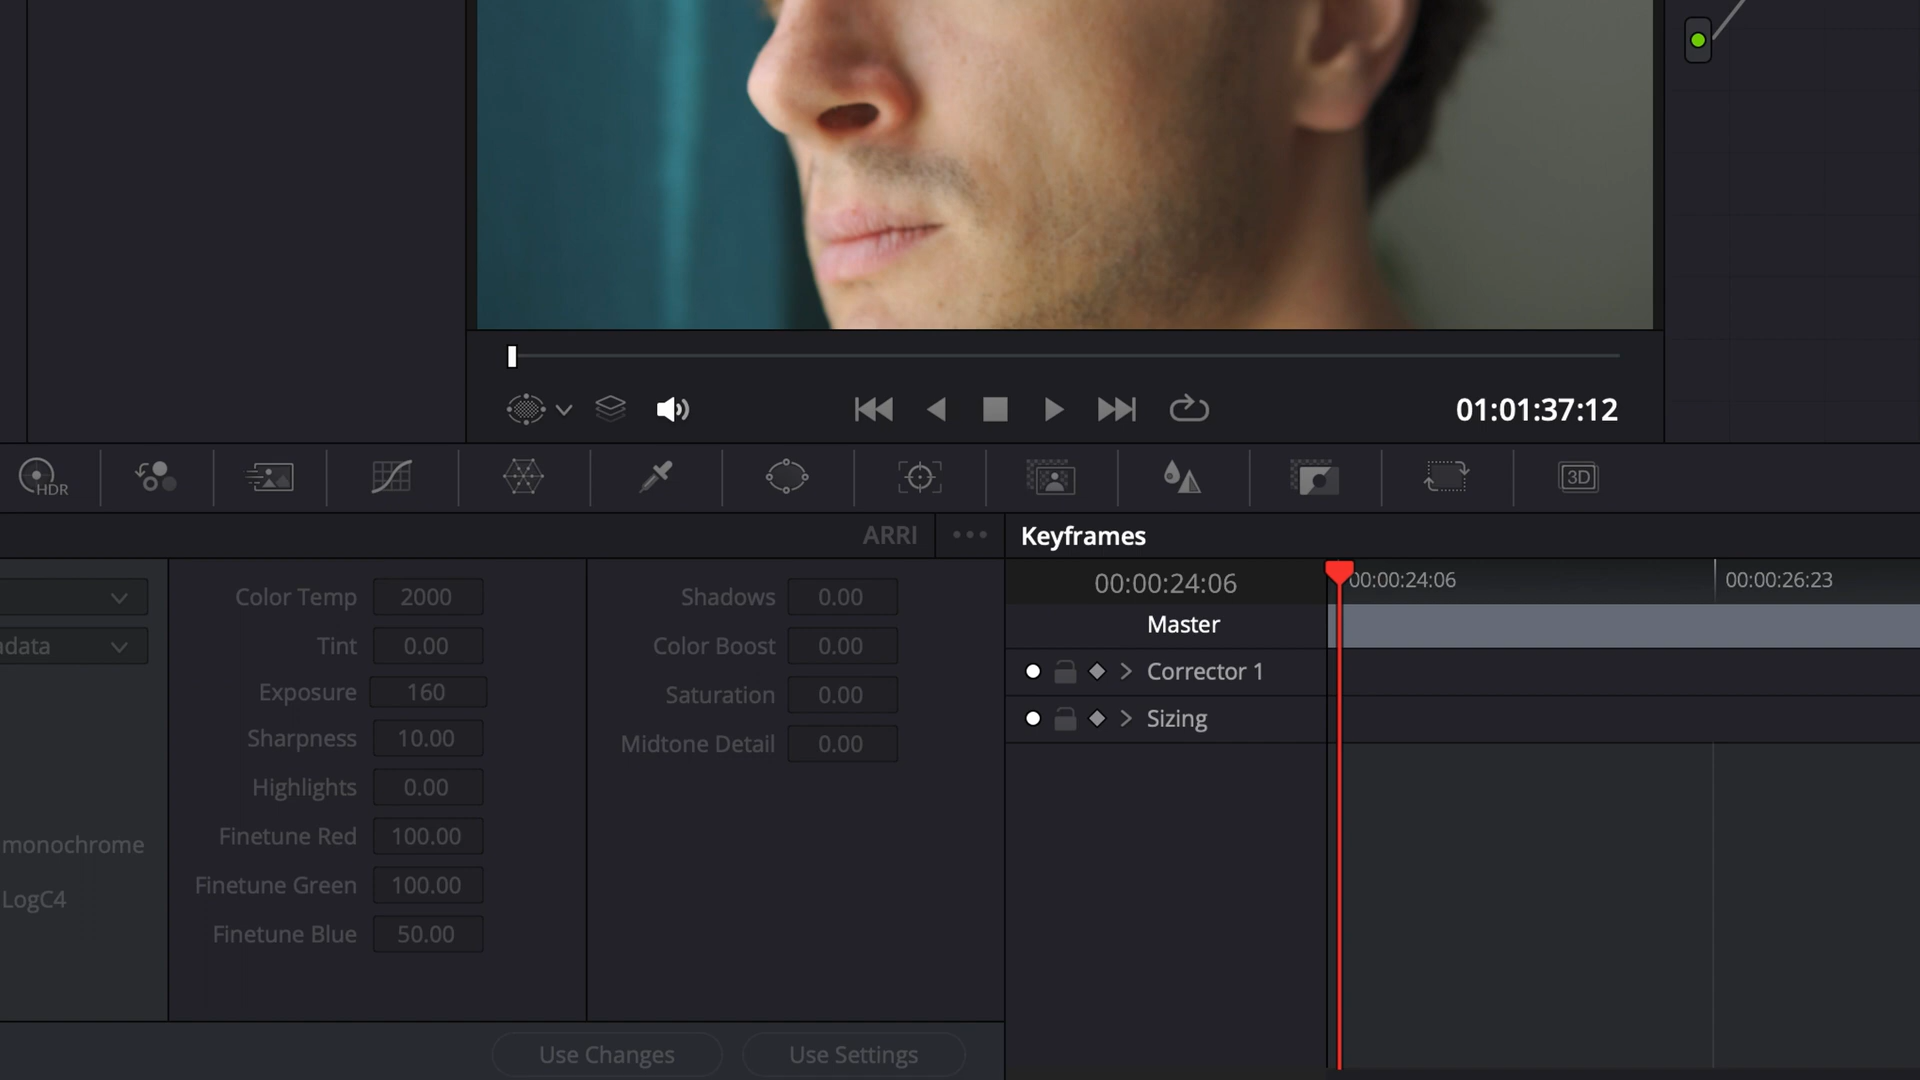 01:01:37:12
HDR
3D
ARRI
Keyframes
Color Temp 2000
Tint 0.00
Exposure 160
Sharpness 10.00
Highlights 0.00
Finetune Red 100.00
Finetune Green 100.00
Finetune Blue 50.00
adata
monochrome
LogC4
Shadows 0.00
Color Boost 0.00
Saturation 0.00
Midtone Detail 0.00
Use Changes
Use Settings
00:00:24:06
00:00:24:06
00:00:26:23
Master
Corrector 1
Sizing